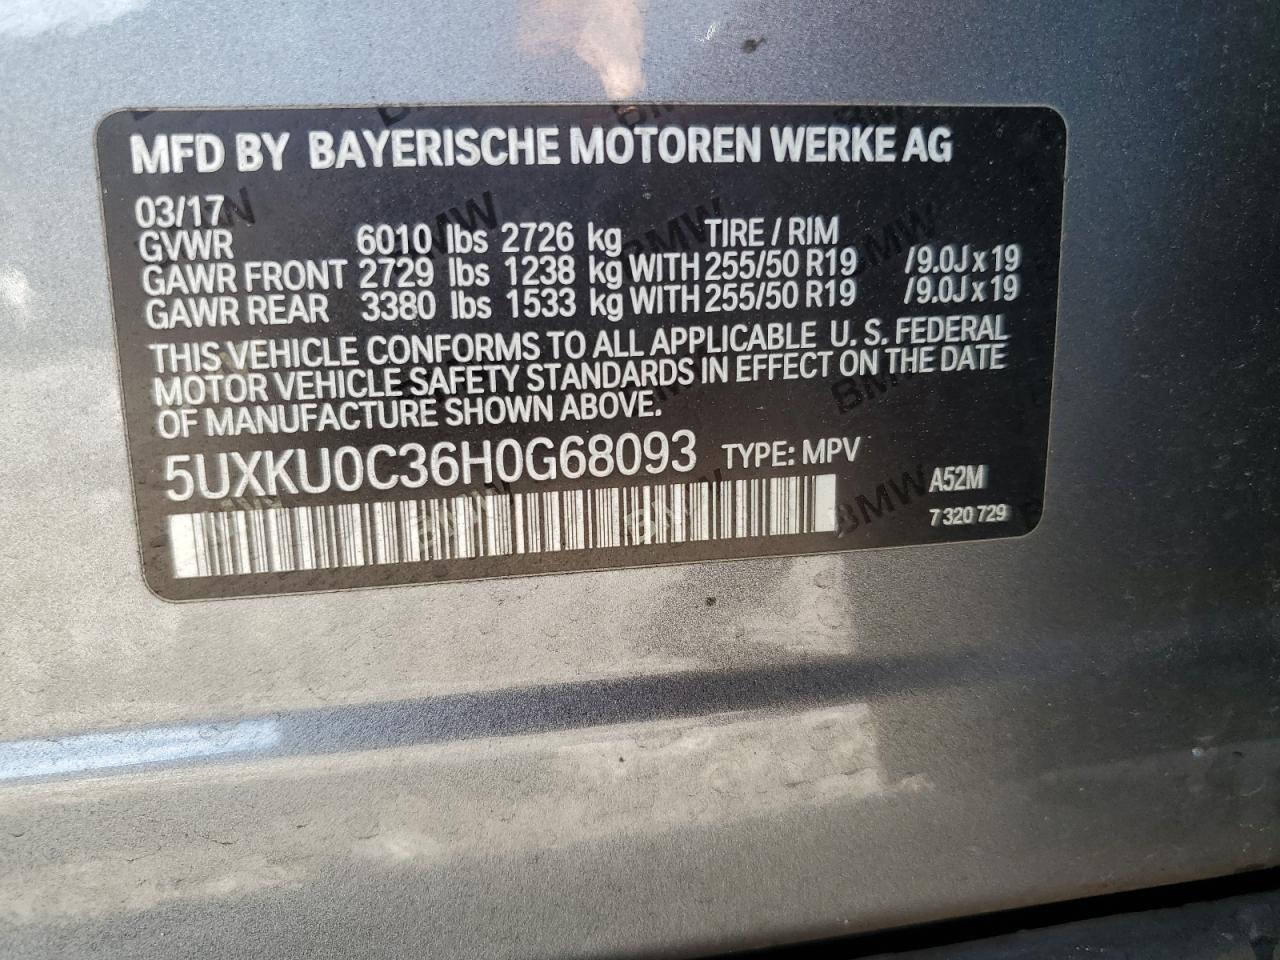 MFD BY BAYERISCHE MOTOREN WERKE AG
03/17
GVWR 6010 lbs 2726 kg TIRE / RIM
GAWR FRONT 2729 lbs 1238 kg WITH 255/50 R19 /9.0J x 19
GAWR REAR 3380 lbs 1533 kg WITH 255/50 R19 /9.0J x 19
THIS VEHICLE CONFORMS TO ALL APPLICABLE U. S. FEDERAL
MOTOR VEHICLE SAFETY STANDARDS IN EFFECT ON THE DATE
OF MANUFACTURE SHOWN ABOVE.
5UXKU0C36H0G68093 TYPE: MPV
A52M
7 320 729